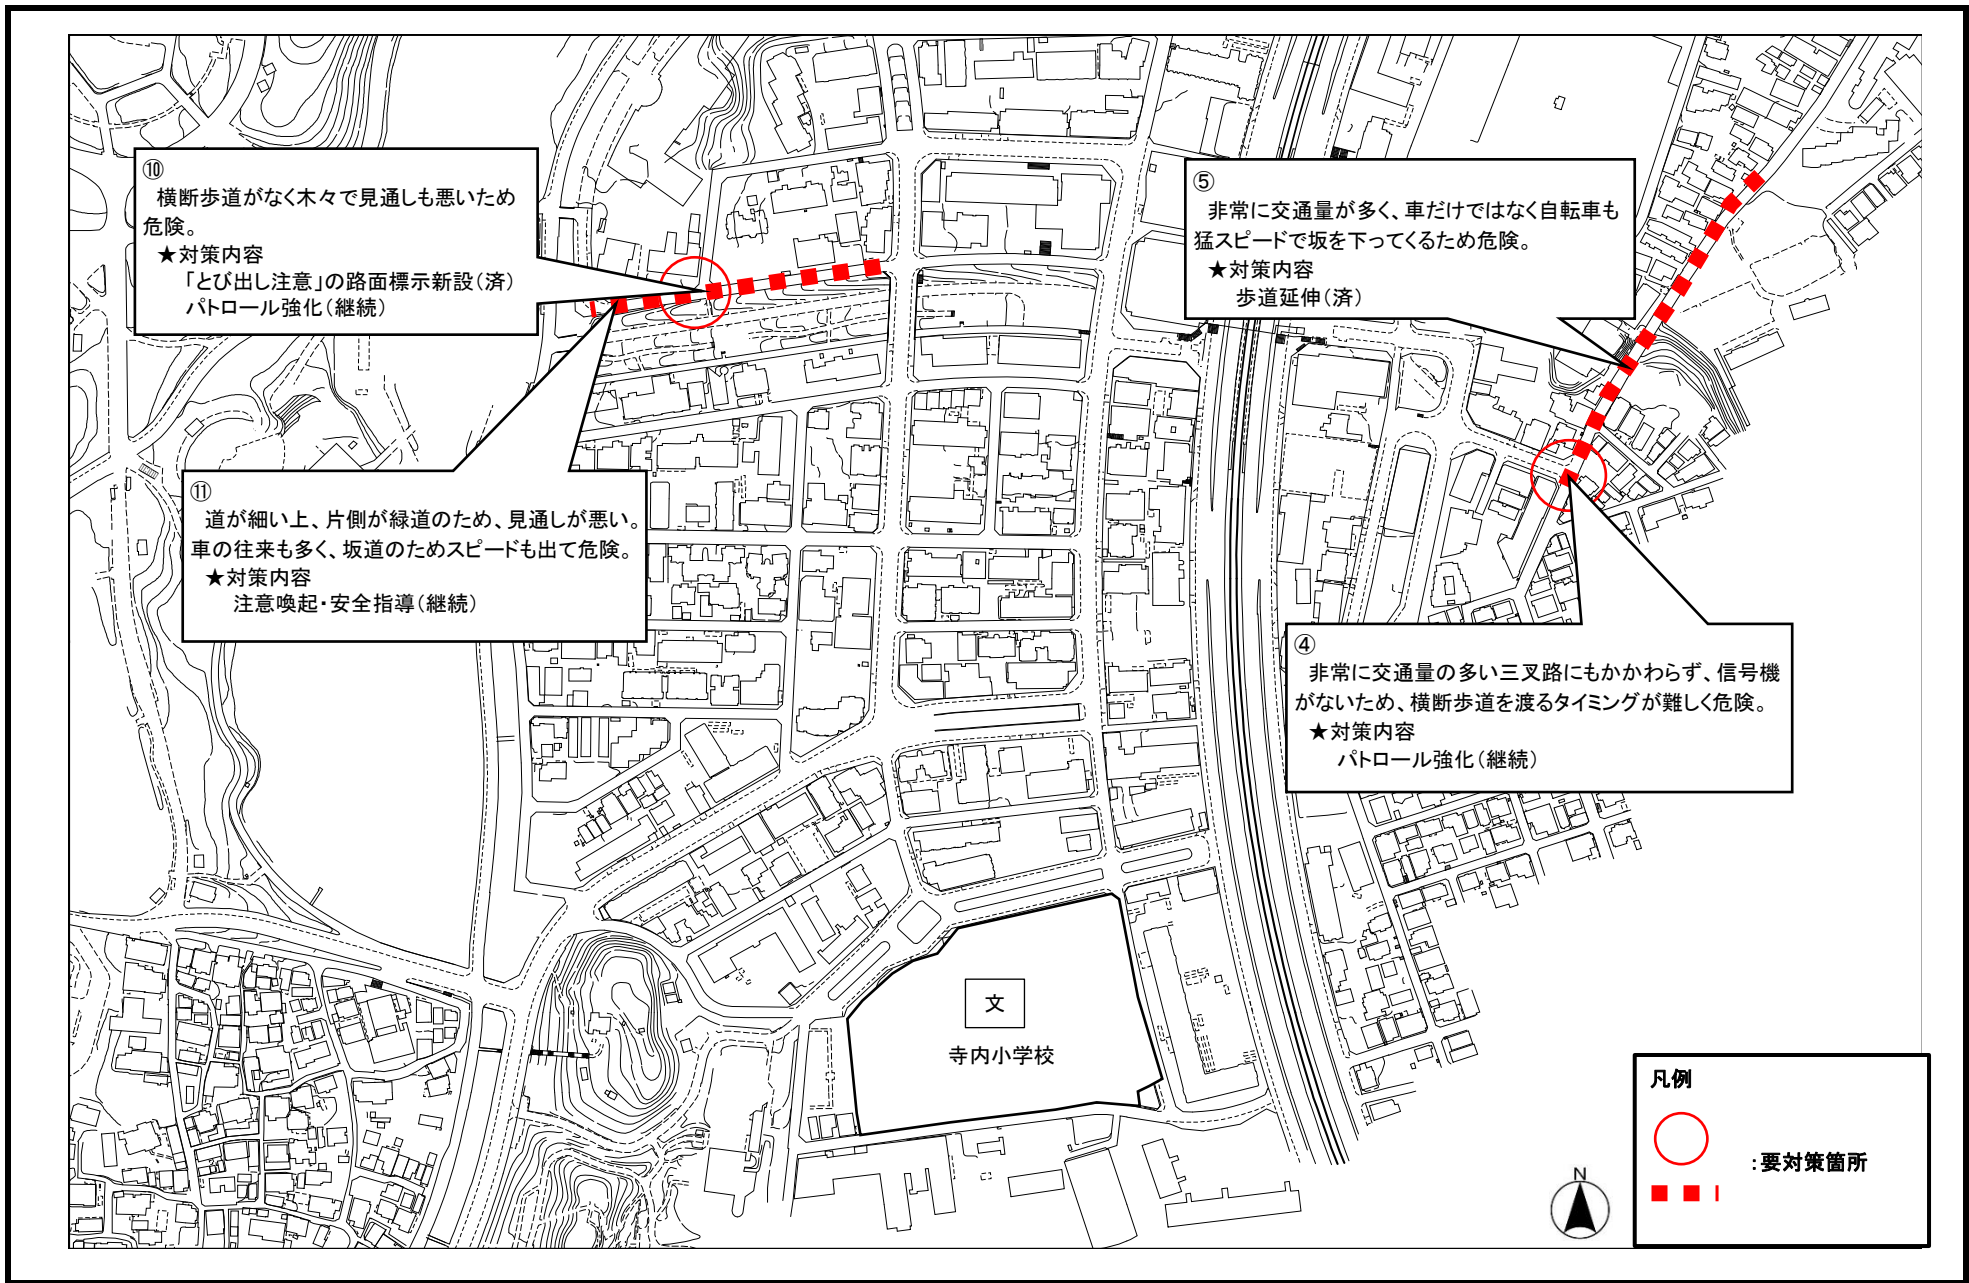 ⑩
横断歩道がなく木々で見通しも悪いため
危険。
★対策内容
「とび出し注意」の路面標示新設(済)
パトロール強化(継続)
⑤
非常に交通量が多く、車だけではなく自転車も
猛スピードで坂を下ってくるため危険。
★対策内容
歩道延伸(済)
⑪
道が細い上、片側が緑道のため、見通しが悪い。
車の往来も多く、坂道のためスピードも出て危険。
★対策内容
注意喚起・安全指導(継続)
④
非常に交通量の多い三叉路にもかかわらず、信号機
がないため、横断歩道を渡るタイミングが難しく危険。
★対策内容
パトロール強化(継続)
文
寺内小学校
凡例
:要対策箇所
N